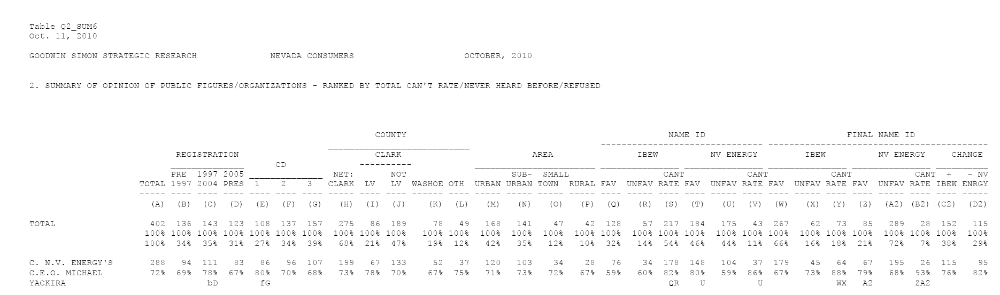 Table Q2_SUM6
Oct. 11, 2010
GOODWIN SIMON STRATEGIC RESEARCH NEVADA CONSUMERS OCTOBER, 2010
2. SUMMARY OF OPINION OF PUBLIC FIGURES/ORGANIZATIONS - RANKED BY TOTAL CAN'T RATE/NEVER HEARD BEFORE/REFUSED
COUNTY NAME ID FINAL NAME ID
REGISTRATION CLARK AREA IBEW NV ENERGY IBEW NV ENERGY CHANGE
CD
PRE 1997 2005 NET: NOT SUB- SMALL CANT CANT CANT CANT + - NV
TOTAL 1997 2004 PRES 1 2 3 CLARK LV LV WASHOE OTH URBAN URBAN TOWN RURAL FAV UNFAV RATE FAV UNFAV RATE FAV UNFAV RATE FAV UNFAV RATE IBEW ENRGY
(A) (B) (C) (D) (E) (F) (G) (H) (I) (J) (K) (L) (M) (N) (O) (P) (Q) (R) (S) (T) (U) (V) (W) (X) (Y) (Z) (A2) (B2) (C2) (D2)
TOTAL 402 136 143 123 108 137 157 275 86 189 78 49 168 141 47 42 128 57 217 184 175 43 267 62 73 85 289 28 152 115
100% 100% 100% 100% 100% 100% 100% 100% 100% 100% 100% 100% 100% 100% 100% 100% 100% 100% 100% 100% 100% 100% 100% 100% 100% 100% 100% 100% 100% 100%
100% 34% 35% 31% 27% 34% 39% 68% 21% 47% 19% 12% 42% 35% 12% 10% 32% 14% 54% 46% 44% 11% 66% 16% 18% 21% 72% 7% 38% 29%
C. N.V. ENERGY'S 288 94 111 83 86 96 107 199 67 133 52 37 120 103 34 28 76 34 178 148 104 37 179 45 64 67 195 26 115 95
C.E.O. MICHAEL 72% 69% 78% 67% 80% 70% 68% 73% 78% 70% 67% 75% 71% 73% 72% 67% 59% 60% 82% 80% 59% 86% 67% 73% 88% 79% 68% 93% 76% 82%
YACKIRA bD fG QR U U WX A2 ZA2